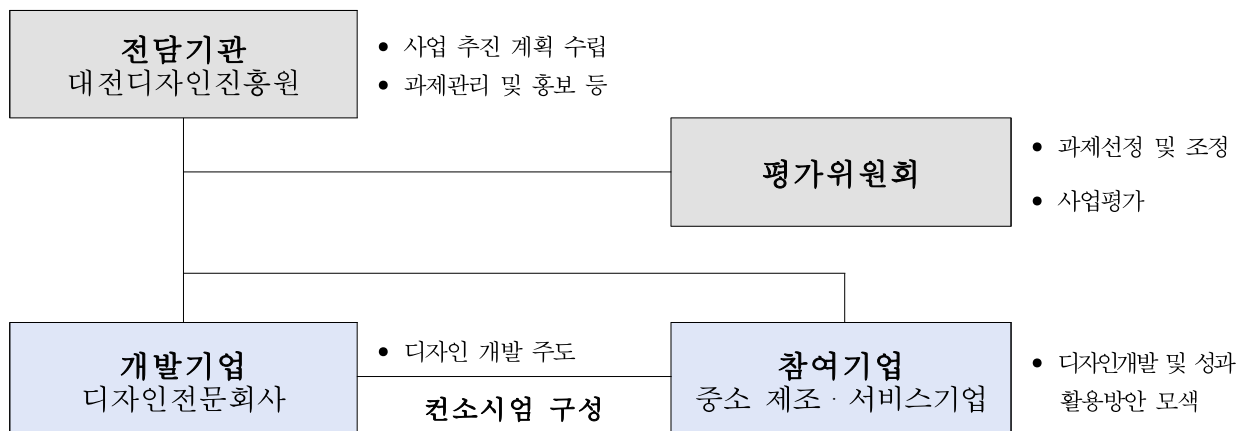 전담기관
대전디자인진흥원
• 사업 추진 계획 수립
• 과제관리 및 홍보 등
평가위원회
• 과제선정 및 조정
• 사업평가
개발기업
디자인전문회사
• 디자인 개발 주도
컨소시엄 구성
참여기업
중소 제조·서비스기업
• 디자인개발 및 성과
활용방안 모색